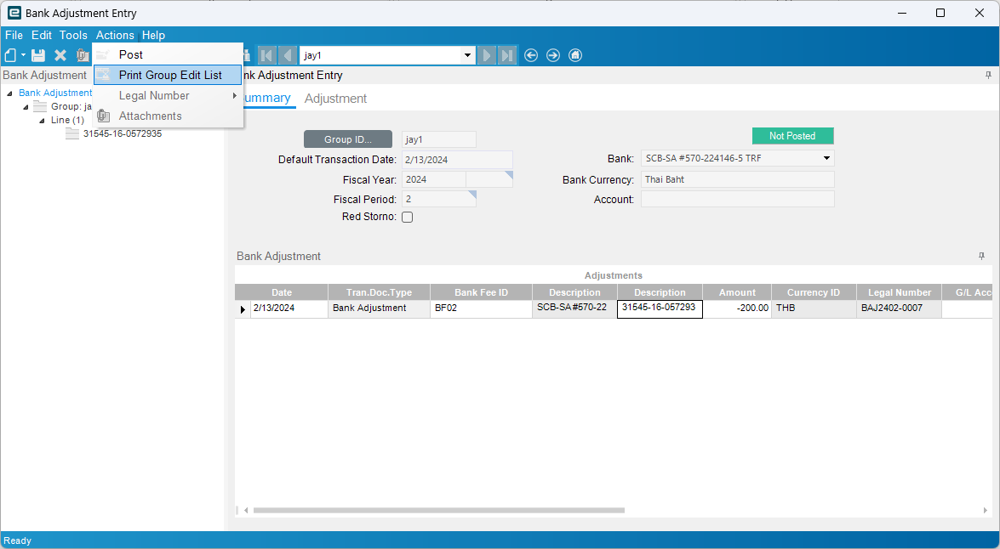 Bank Adjustment Entry
File Edit Tools Actions Help
jay1
Post
Print Group Edit List
Legal Number
Attachments
Bank Adjustment
Bank Adjustment
Group: ja
Line (1)
31545-16-0572935
nk Adjustment Entry
ummary Adjustment
Group ID... jay1
Not Posted
Default Transaction Date: 2/13/2024
Bank: SCB-SA #570-224146-5 TRF
Fiscal Year: 2024
Bank Currency: Thai Baht
Fiscal Period: 2
Account:
Red Storno:
Bank Adjustment
Adjustments
Date Tran.Doc.Type Bank Fee ID Description Description Amount Currency ID Legal Number G/L Acc
2/13/2024 Bank Adjustment BF02 SCB-SA #570-22 31545-16-057293 -200.00 THB BAJ2402-0007
Ready